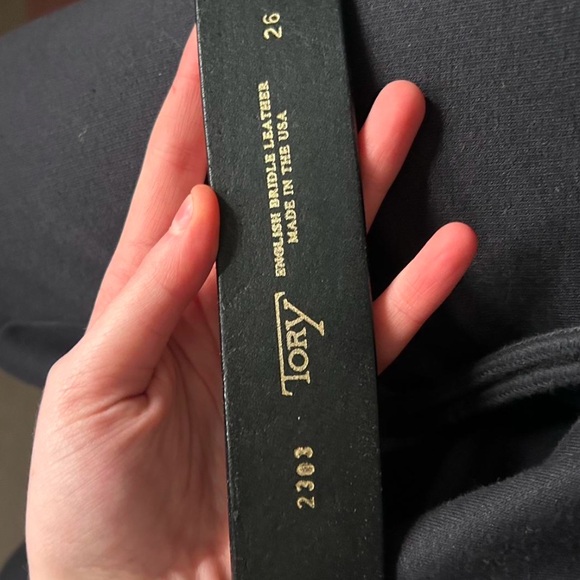 2303
TORY
ENGLISH BRIDLE LEATHER
MADE IN THE USA
26